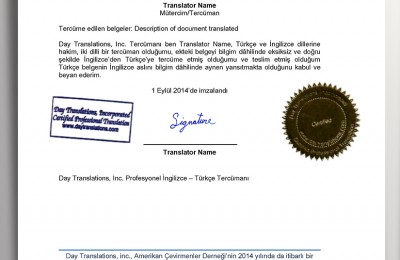 Translator Name
Mütercim/Tercüman
Tercüme edilen belgeler: Description of document translated
Day Translations, Inc. Tercümanı ben Translator Name, Türkçe ve İngilizce dillerine
hakim, iki dilli bir tercüman olduğumu, ekteki belgeyi bilgim dâhilinde eksiksiz ve doğru
şekilde İngilizce'den Türkçe'ye tercüme etmiş olduğumu ve teslim etmiş olduğum
Türkçe belgenin İngilizce aslını bilgim dâhilinde aynen yansıtmakta olduğunu kabul ve
beyan ederim.
1 Eylül 2014'de imzalandı
Day Translations, Incorporated
Certified Professional Translation
www.daytranslations.com
Signature
Certified
Translator Name
Day Translations, Inc. Profesyonel İngilizce – Türkçe Tercümanı
Day Translations, inc., Amerikan Çevirmenler Derneği'nin 2014 yılında da itibarlı bir